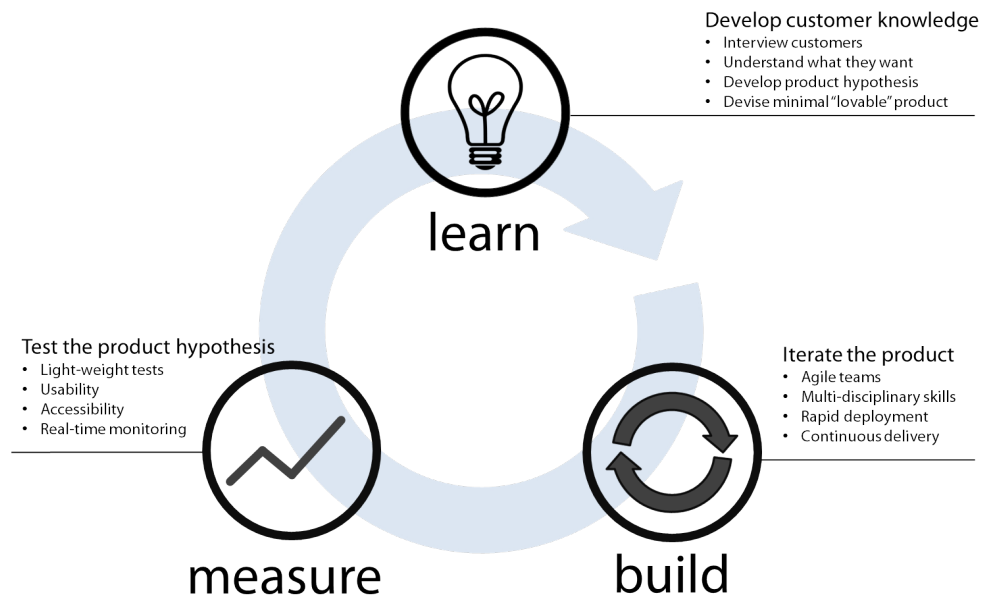 Develop customer knowledge
• Interview customers
• Understand what they want
• Develop product hypothesis
• Devise minimal “lovable” product
learn
Test the product hypothesis
• Light-weight tests
• Usability
• Accessibility
• Real-time monitoring
measure
Iterate the product
• Agile teams
• Multi-disciplinary skills
• Rapid deployment
• Continuous delivery
build